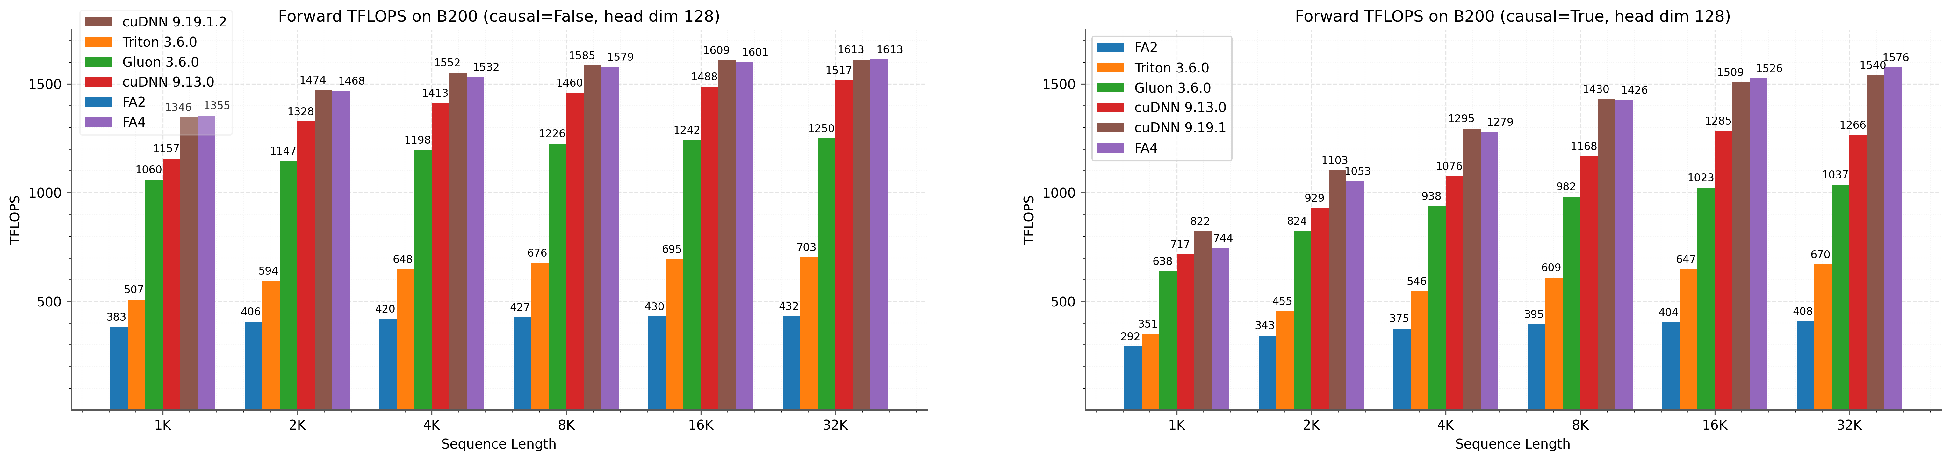 Forward TFLOPS on B200 (causal=False, head dim 128)
cuDNN 9.19.1.2
Triton 3.6.0
Gluon 3.6.0
cuDNN 9.13.0
FA2
FA4
TFLOPS
1500
1000
500
383 507 1060 1157 1346 1355
406 594 1147 1328 1474 1468
420 648 1198 1413 1552 1532
427 676 1226 1460 1585 1579
430 695 1242 1488 1609 1601
432 703 1250 1517 1613 1613
1K 2K 4K 8K 16K 32K
Sequence Length
Forward TFLOPS on B200 (causal=True, head dim 128)
FA2
Triton 3.6.0
Gluon 3.6.0
cuDNN 9.13.0
cuDNN 9.19.1
FA4
TFLOPS
1500
1000
500
292 351 638 717 822 744
343 455 824 929 1103 1053
375 546 938 1076 1295 1279
395 609 982 1168 1430 1426
404 647 1023 1285 1509 1526
408 670 1037 1266 1540 1576
1K 2K 4K 8K 16K 32K
Sequence Length